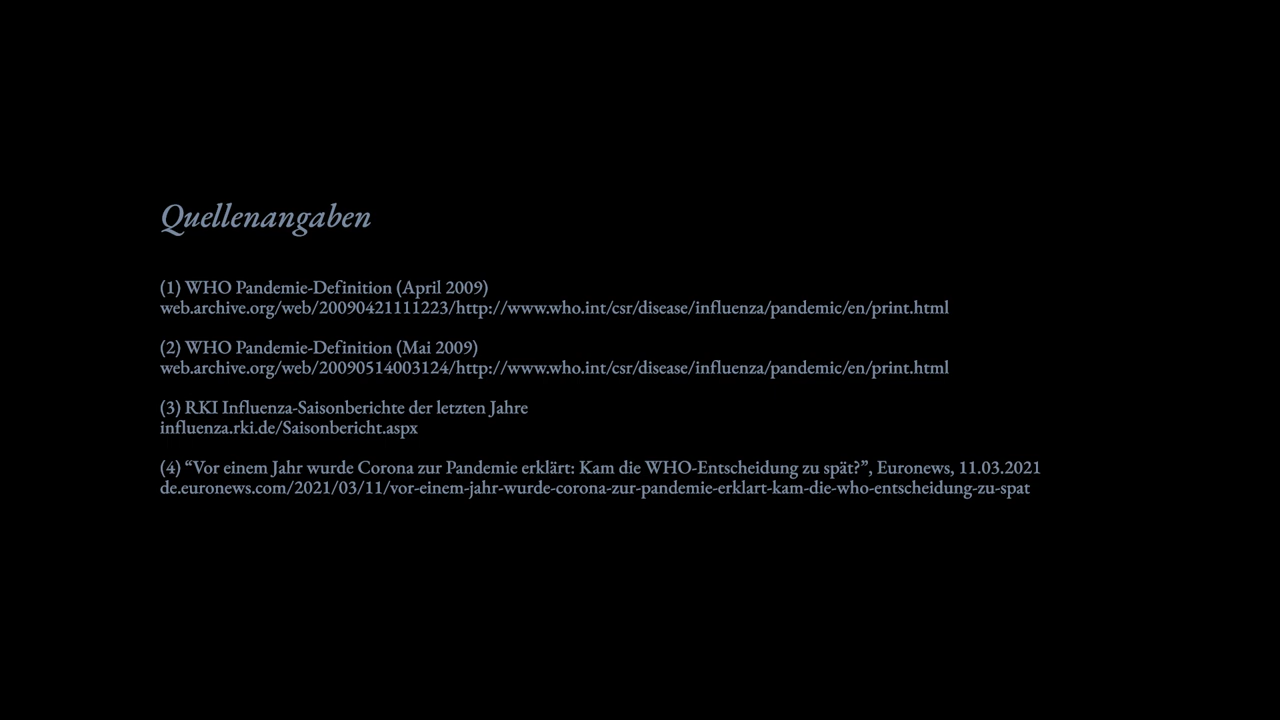 Quellenangaben
(1) WHO Pandemie-Definition (April 2009)
web.archive.org/web/20090421111223/http://www.who.int/csr/disease/influenza/pandemic/en/print.html
(2) WHO Pandemie-Definition (Mai 2009)
web.archive.org/web/20090514003124/http://www.who.int/csr/disease/influenza/pandemic/en/print.html
(3) RKI Influenza-Saisonberichte der letzten Jahre
influenza.rki.de/Saisonbericht.aspx
(4) “Vor einem Jahr wurde Corona zur Pandemie erklärt: Kam die WHO-Entscheidung zu spät?”, Euronews, 11.03.2021
de.euronews.com/2021/03/11/vor-einem-jahr-wurde-corona-zur-pandemie-erklart-kam-die-who-entscheidung-zu-spat